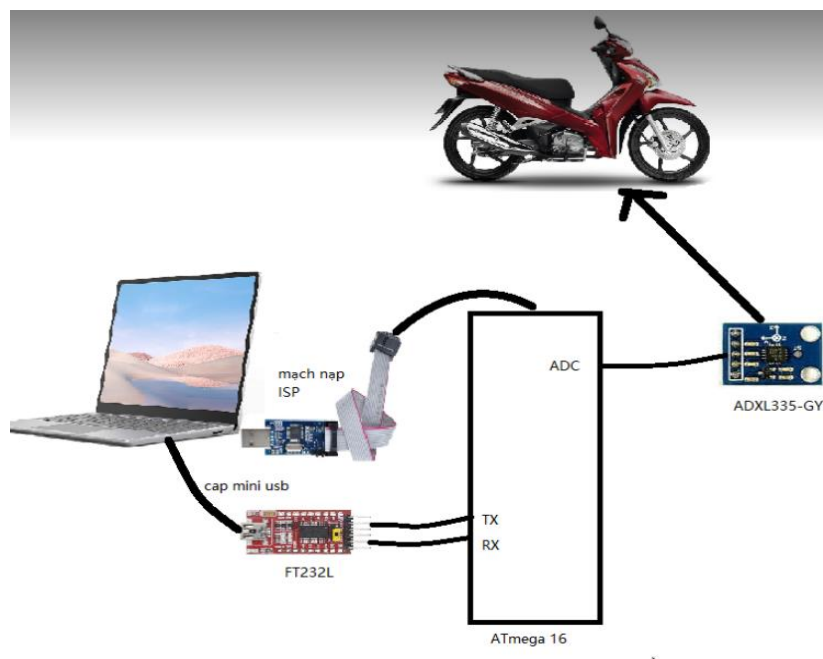 mạch nạp
ISP
ADC
ADXL335-GY
cap mini usb
TX
RX
FT232L
ATmega 16